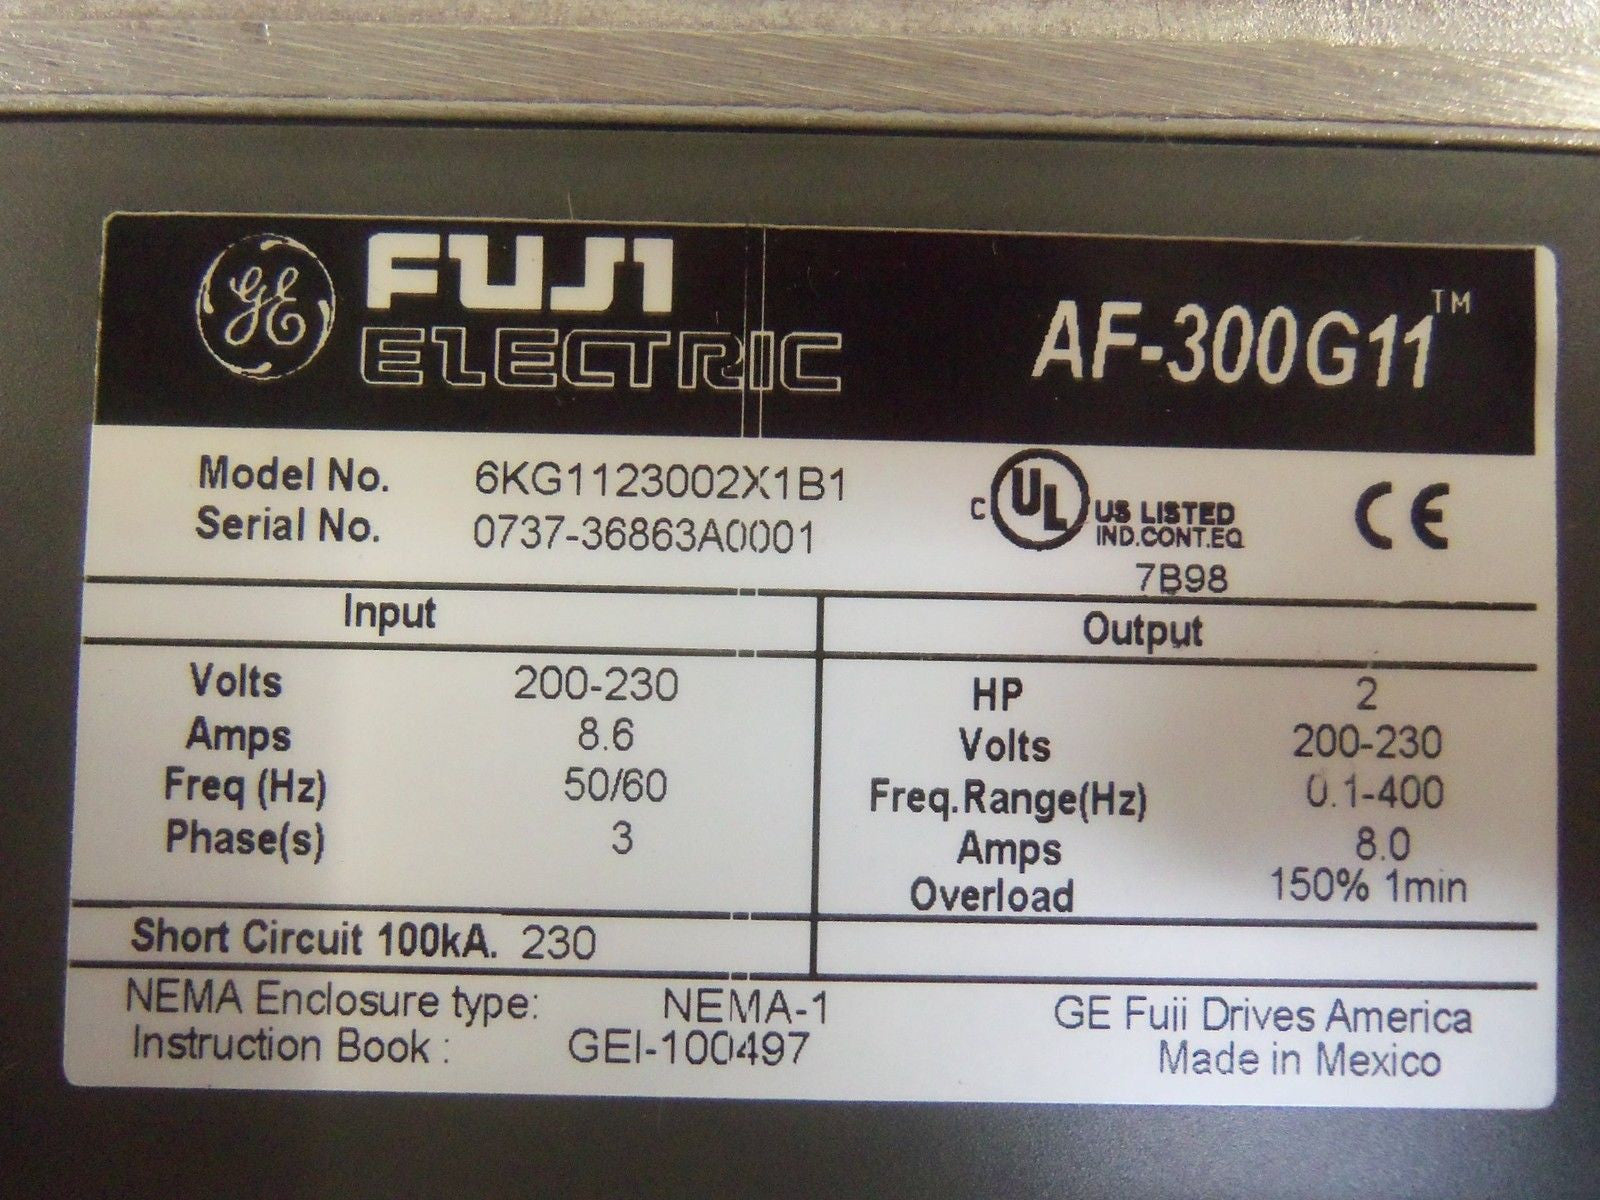 GE FUJI
ELECTRIC
AF-300G11™
Model No. 6KG1123002X1B1
Serial No. 0737-36863A0001
C UL US LISTED
IND.CONT.EQ
7B98
CE
Input
Volts 200-230
Amps 8.6
Freq (Hz) 50/60
Phase(s) 3
Output
HP 2
Volts 200-230
Freq.Range(Hz) 0.1-400
Amps 8.0
Overload 150% 1min
Short Circuit 100kA. 230
NEMA Enclosure type: NEMA-1
Instruction Book : GEI-100497
GE Fuji Drives America
Made in Mexico